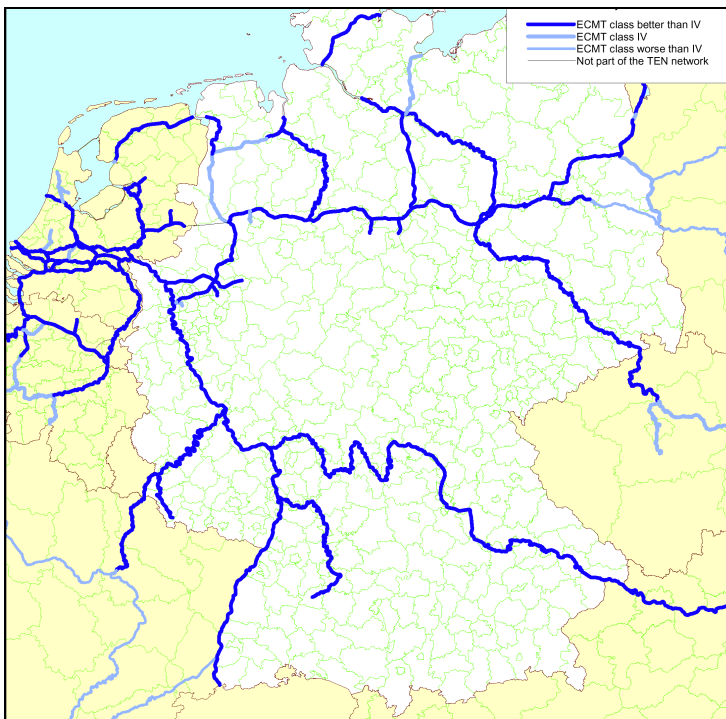 ECMT class better than IV
ECMT class IV
ECMT class worse than IV
Not part of the TEN network